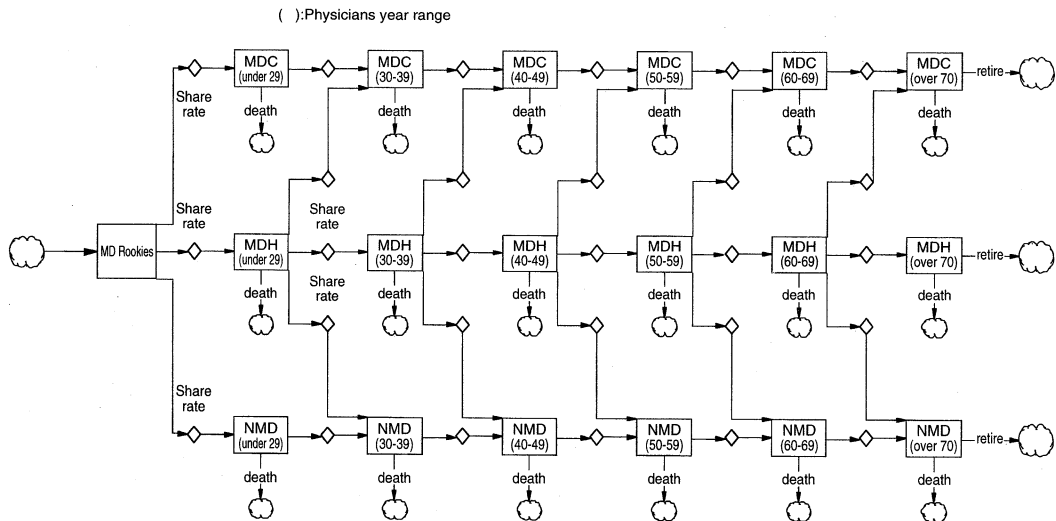 ( ):Physicians year range
MDC
(under 29)
MDC
(30-39)
MDC
(40-49)
MDC
(50-59)
MDC
(60-69)
MDC
(over 70)
retire
Share
rate
death
death
death
death
death
death
Share
rate
Share
rate
MD Rookies
MDH
(under 29)
MDH
(30-39)
MDH
(40-49)
MDH
(50-59)
MDH
(60-69)
MDH
(over 70)
retire
Share
rate
death
death
death
death
death
death
Share
rate
NMD
(under 29)
NMD
(30-39)
NMD
(40-49)
NMD
(50-59)
NMD
(60-69)
NMD
(over 70)
retire
death
death
death
death
death
death